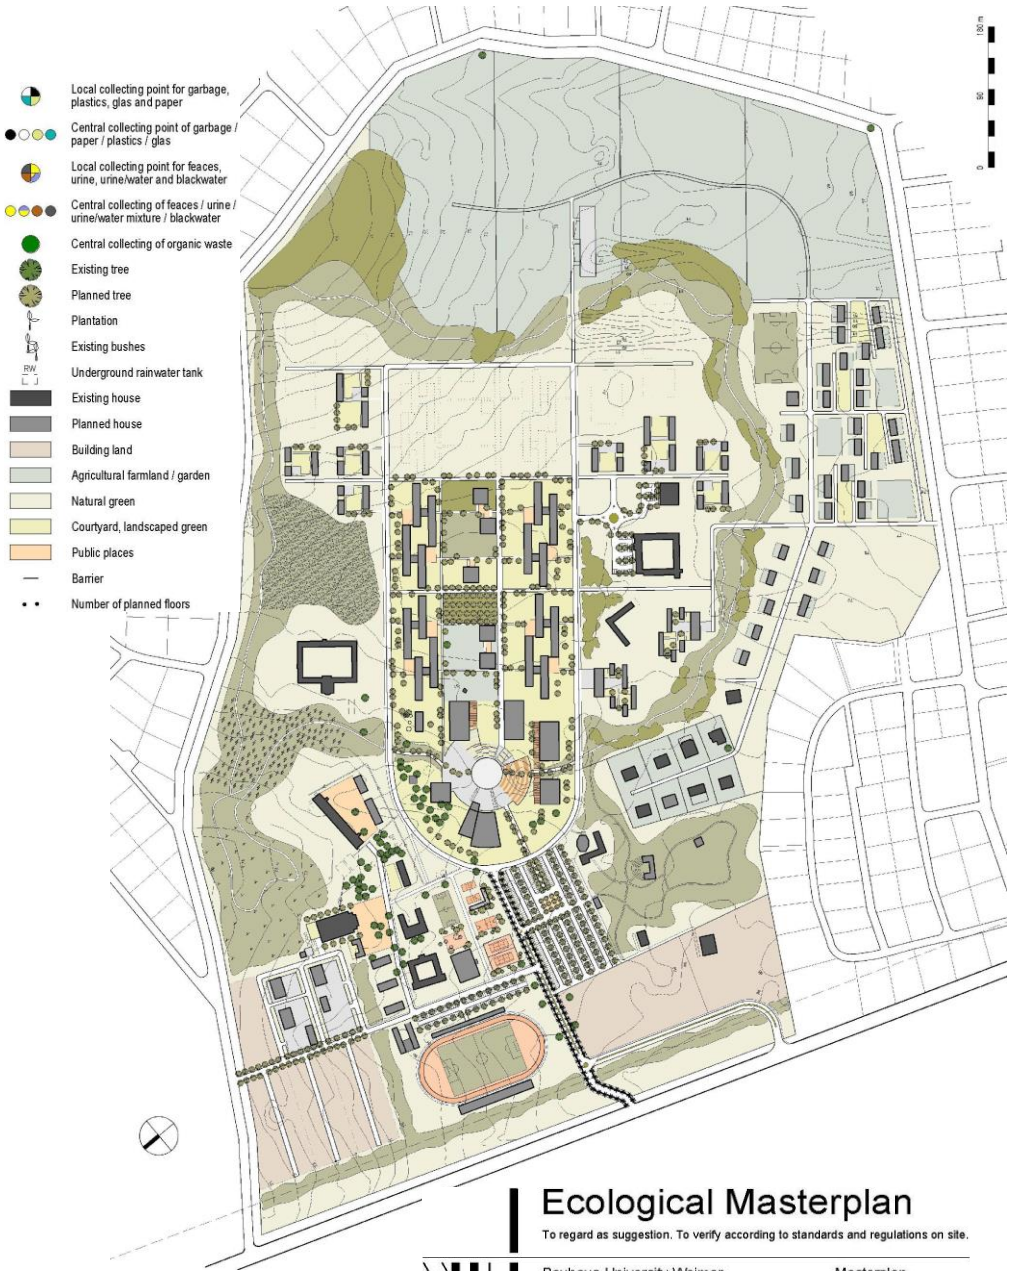 180 m
90
0
Local collecting point for garbage,
plastics, glas and paper
Central collecting point of garbage /
paper / plastics / glas
Local collecting point for feaces,
urine, urine/water and blackwater
Central collecting of feaces / urine /
urine/water mixture / blackwater
Central collecting of organic waste
Existing tree
Planned tree
Plantation
Existing bushes
RW
Underground rainwater tank
Existing house
Planned house
Building land
Agricultural farmland / garden
Natural green
Courtyard, landscaped green
Public places
Barrier
Number of planned floors
Ecological Masterplan
To regard as suggestion. To verify according to standards and regulations on site.